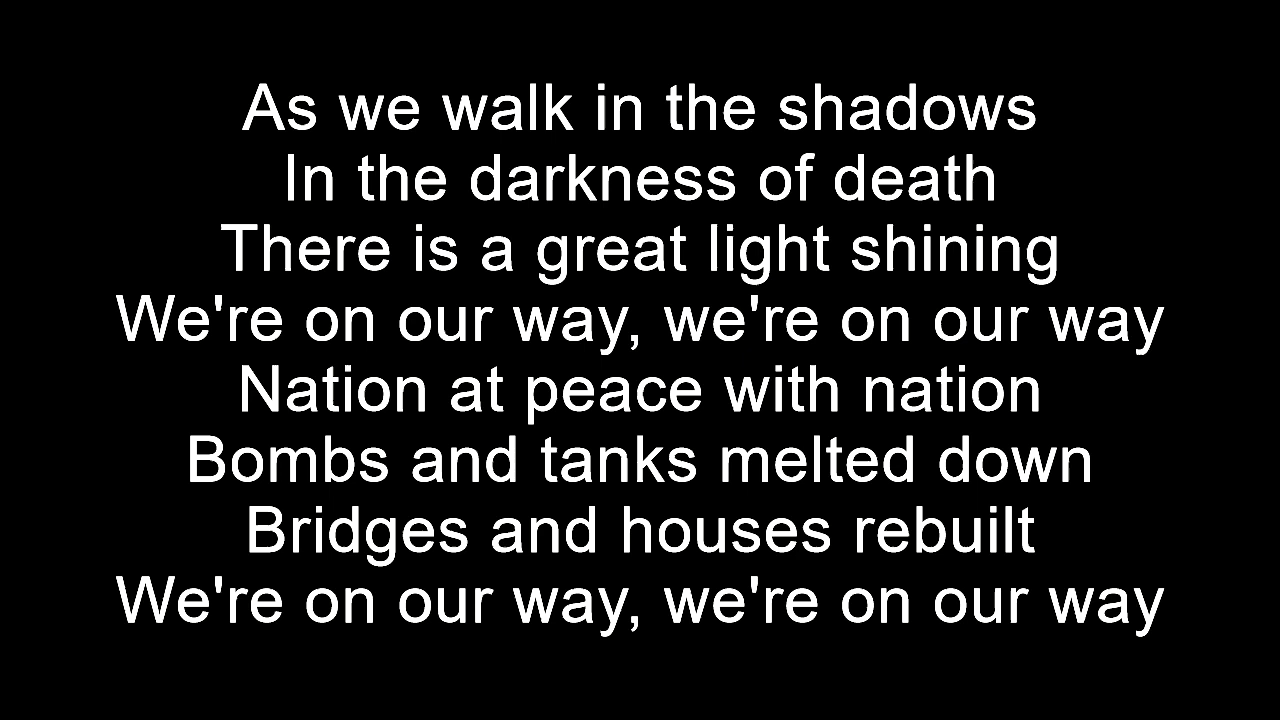 As we walk in the shadows
In the darkness of death
There is a great light shining
We're on our way, we're on our way
Nation at peace with nation
Bombs and tanks melted down
Bridges and houses rebuilt
We're on our way, we're on our way